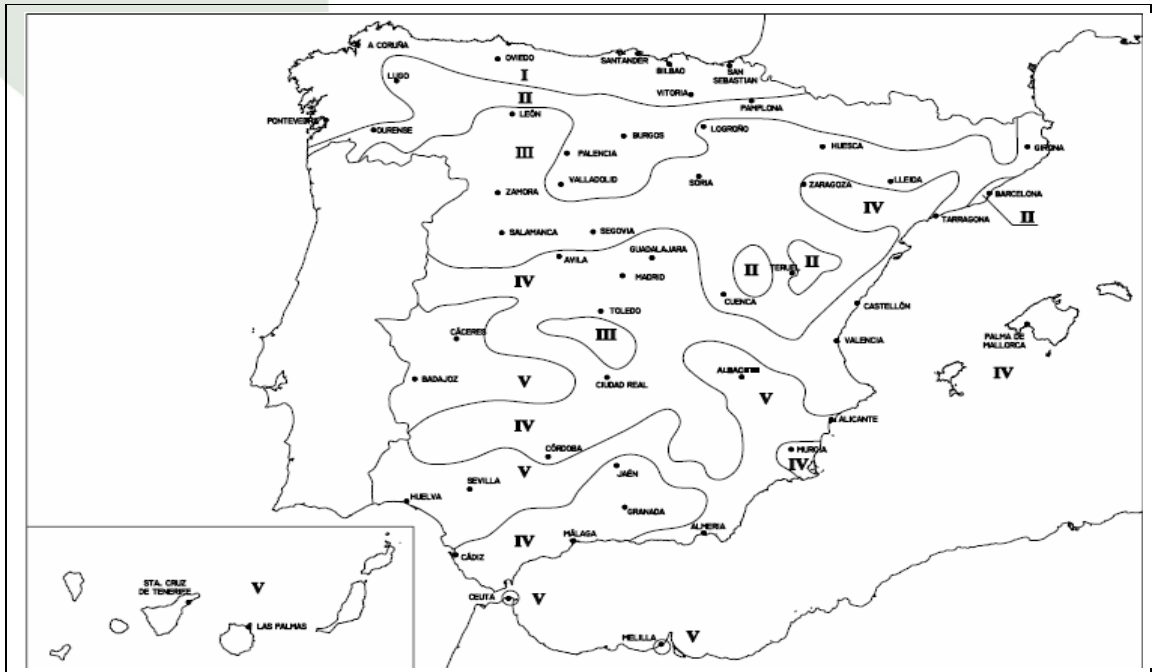 A CORUÑA
OVIEDO
SANTANDER
BILBAO
SAN
SEBASTIAN
LUGO
I
VITORIA
II
PAMPLONA
PONTEVEDRA
LEÓN
OURENSE
BURGOS
LOGROÑO
III
PALENCIA
HUESCA
GIRONA
VALLADOLID
SORIA
ZARAGOZA
LLEIDA
ZAMORA
BARCELONA
IV
TARRAGONA
II
SALAMANCA
SEGOVIA
GUADALAJARA
AVILA
II
TERUEL
II
IV
MADRID
CUENCA
CASTELLÓN
TOLEDO
CÁCERES
III
VALENCIA
PALMA DE
MALLORCA
IV
ALBACETE
BADAJOZ
V
CIUDAD REAL
V
IV
ALICANTE
CÓRDOBA
MURCIA
IV
V
JAÉN
SEVILLA
HUELVA
GRANADA
ALMERIA
IV
MÁLAGA
CÁDIZ
STA. CRUZ
DE TENERIFE
V
LAS PALMAS
CEUTA
V
MELILLA
V